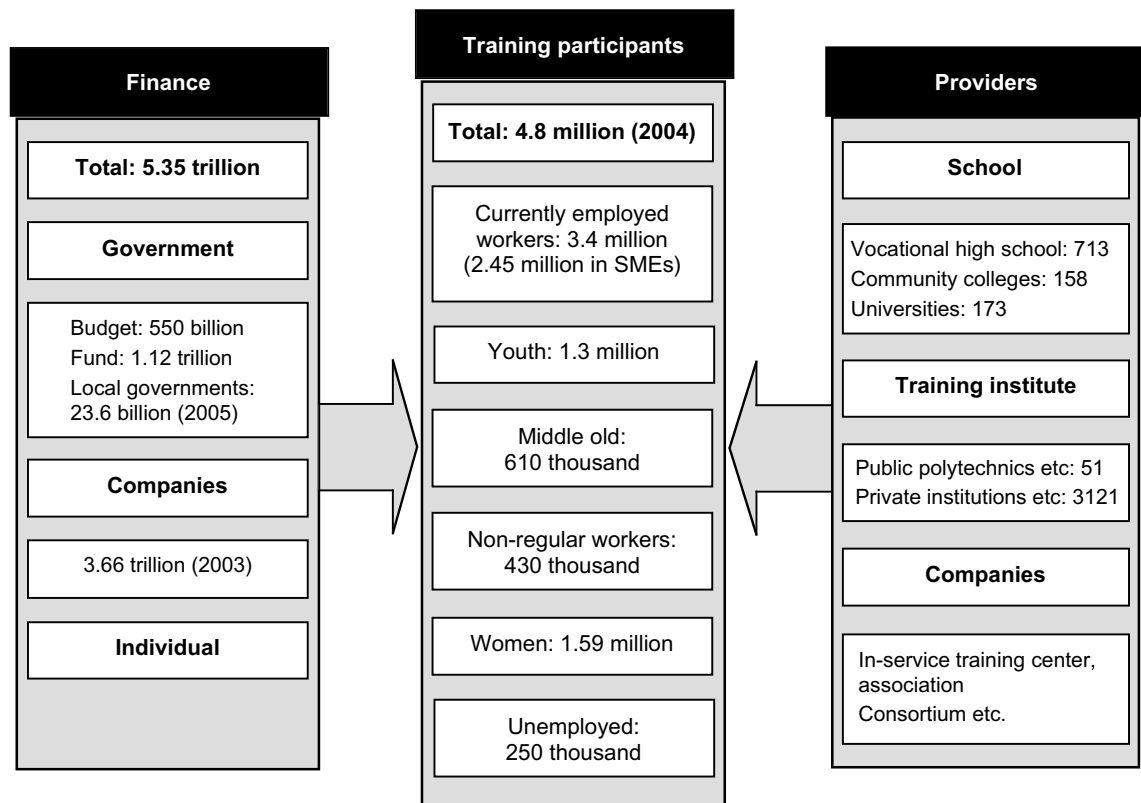 Finance
Total: 5.35 trillion
Government
Budget: 550 billion
Fund: 1.12 trillion
Local governments:
23.6 billion (2005)
Companies
3.66 trillion (2003)
Individual
Training participants
Total: 4.8 million (2004)
Currently employed
workers: 3.4 million
(2.45 million in SMEs)
Youth: 1.3 million
Middle old:
610 thousand
Non-regular workers:
430 thousand
Women: 1.59 million
Unemployed:
250 thousand
Providers
School
Vocational high school: 713
Community colleges: 158
Universities: 173
Training institute
Public polytechnics etc: 51
Private institutions etc: 3121
Companies
In-service training center,
association
Consortium etc.